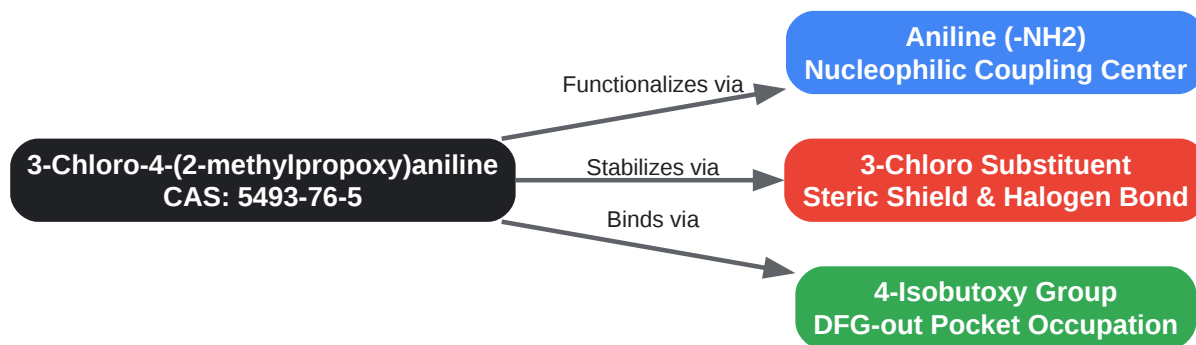 Aniline (-NH2)
Nucleophilic Coupling Center
Functionalizes via
3-Chloro-4-(2-methylpropoxy)aniline
CAS: 5493-76-5
Stabilizes via
3-Chloro Substituent
Steric Shield & Halogen Bond
Binds via
4-Isobutoxy Group
DFG-out Pocket Occupation